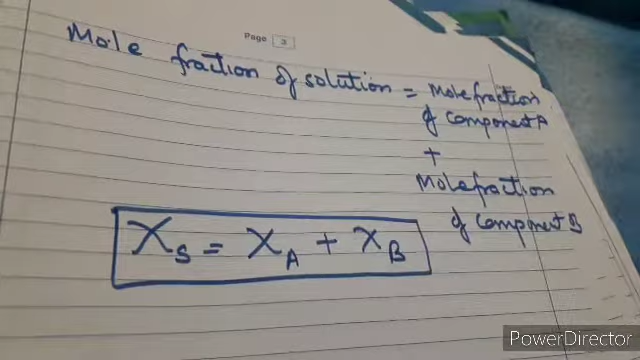 Page 3
Mole fraction of solution = Mole fraction
of component A
+
Mole fraction
of component B
XS = XA + XB
PowerDirector